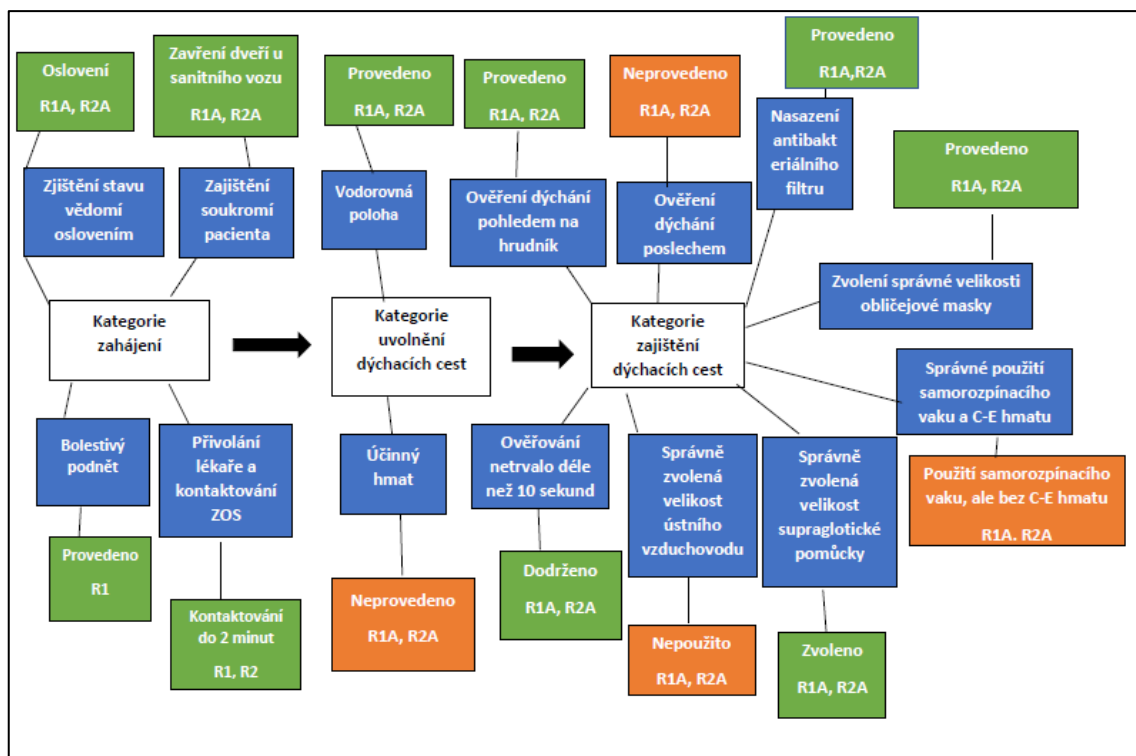 Oslovení
R1A, R2A
Zavření dveří u
sanitního vozu
R1A, R2A
Provedeno
R1A, R2A
Provedeno
R1A, R2A
Neprovedeno
R1A, R2A
Provedeno
R1A,R2A
Zjištění stavu
vědomí
oslovením
Zajištění
soukromí
pacienta
Vodorovná
poloha
Ověření dýchání
pohledem na
hrudník
Ověření
dýchání
poslechem
Nasazení
antibakt
eriálního
filtru
Provedeno
R1A, R2A
Zvolení správné velikosti
obličejové masky
Kategorie
zahájení
Kategorie
uvolnění
dýchacích cest
Kategorie
zajištění
dýchacích cest
Správné použití
samorozpínacího
vaku a C-E hmatu
Bolestivý
podnět
Přivolání
lékaře a
kontaktování
ZOS
Účinný
hmat
Ověřování
netrvalo déle
než 10 sekund
Správně
zvolená
velikost
ústního
vzduchovodu
Správně
zvolená
velikost
supraglotické
pomůcky
Použití samorozpínacího
vaku, ale bez C-E hmatu
R1A. R2A
Provedeno
R1
Kontaktování
do 2 minut
R1, R2
Neprovedeno
R1A, R2A
Dodrženo
R1A, R2A
Nepoužito
R1A, R2A
Zvoleno
R1A, R2A